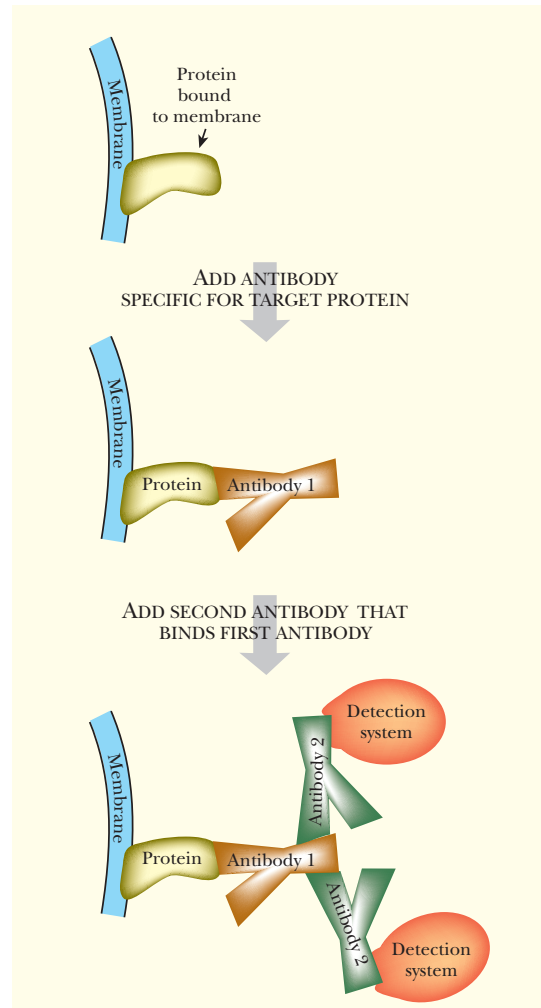 Protein
bound
to membrane
Membrane
ADD ANTIBODY
SPECIFIC FOR TARGET PROTEIN
Membrane
Protein
Antibody 1
ADD SECOND ANTIBODY THAT
BINDS FIRST ANTIBODY
Detection
system
Antibody 2
Membrane
Protein
Antibody 1
Antibody 2
Detection
system